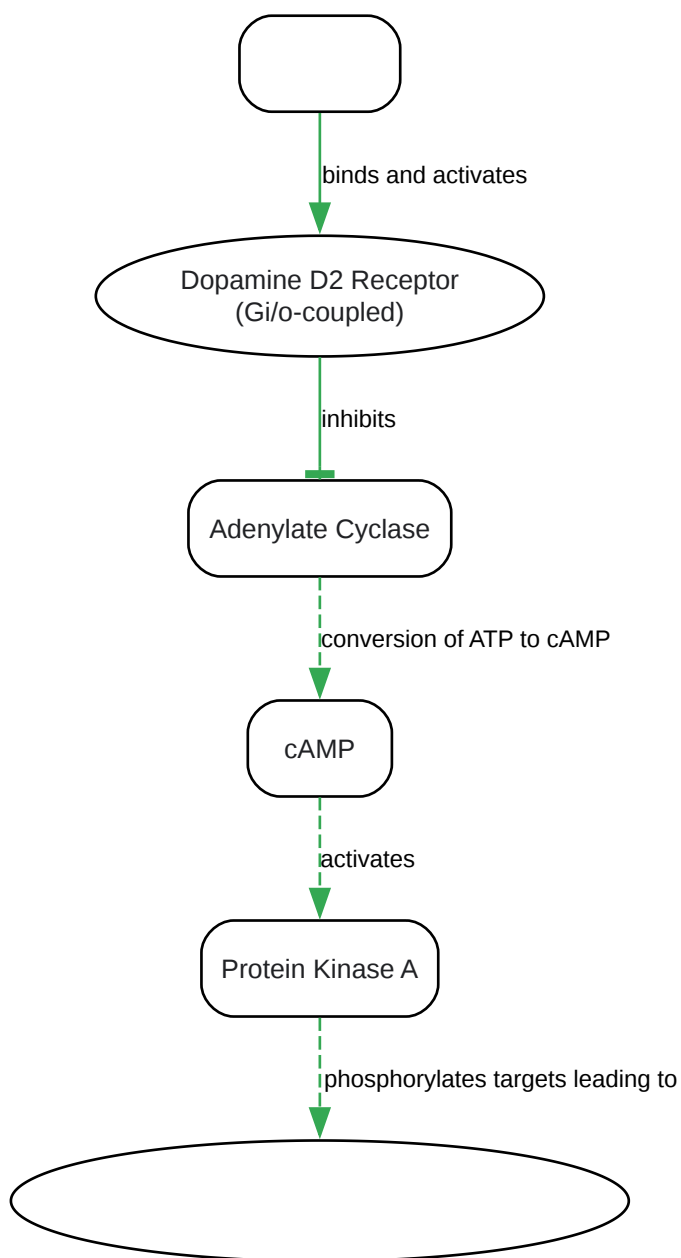 binds and activates
Dopamine D2 Receptor
(Gi/o-coupled)
inhibits
Adenylate Cyclase
conversion of ATP to cAMP
cAMP
activates
Protein Kinase A
phosphorylates targets leading to